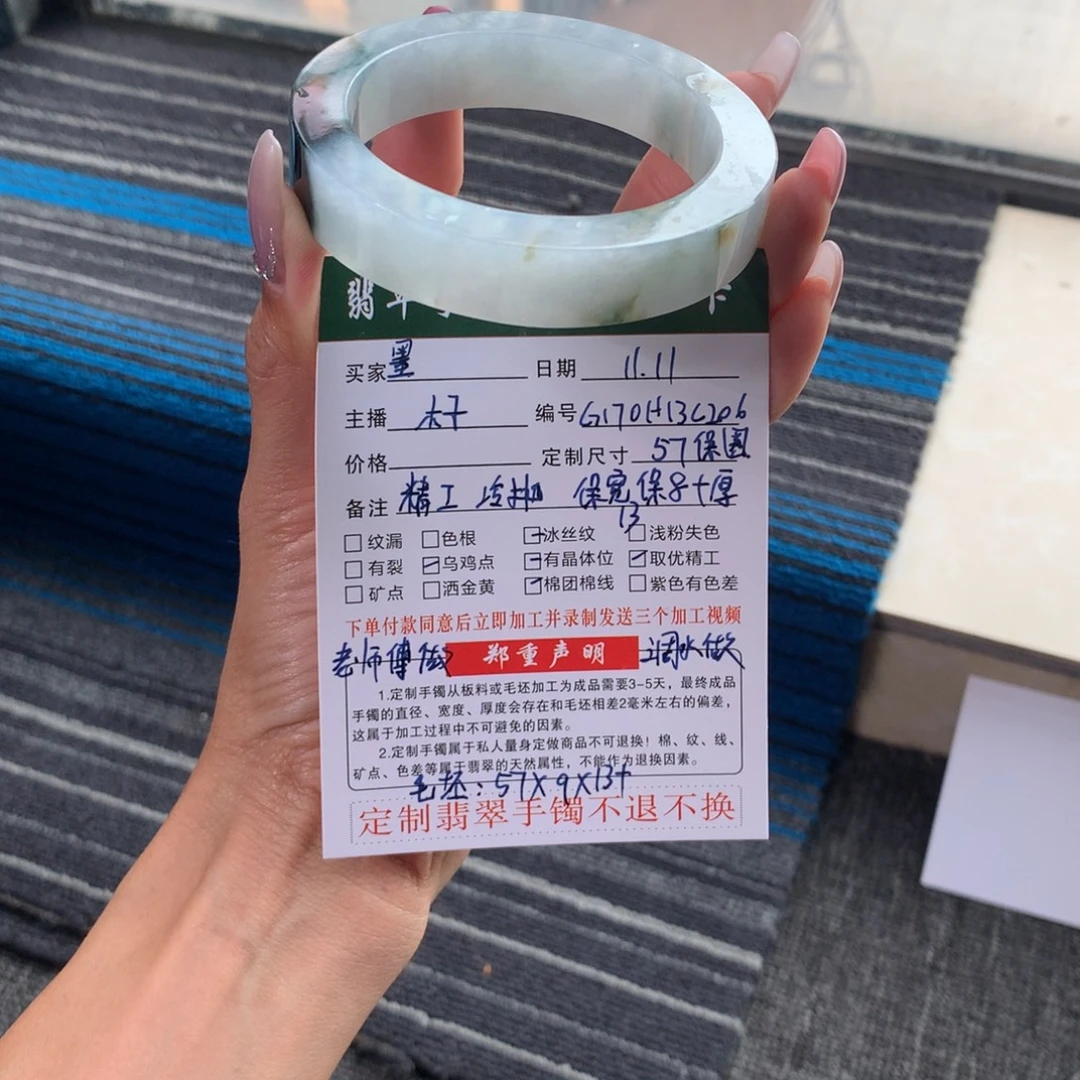 翡翠
买家 墨 日期 11.11
主播 木子 编号 G170H13C206
价格 定制尺寸 57保圆
备注 精工 冷抛 保宽13 保8+厚
纹漏 色根 冰丝纹 浅粉失色
有裂 乌鸡点 有晶体位 取优精工
矿点 洒金黄 棉团棉线 紫色有色差
下单付款同意后立即加工并录制发送三个加工视频
老师傅做 郑重声明 调水做
1.定制手镯从板料或毛坯加工为成品需要3-5天，最终成品
手镯的直径、宽度、厚度会存在和毛坯相差2毫米左右的偏差，
这属于加工过程中不可避免的因素。
2.定制手镯属于私人量身定做商品不可退换！棉、纹、线、
矿点、色差等属于翡翠的天然属性，不能作为退换因素。
毛坯：57X9X13+
定制翡翠手镯不退不换